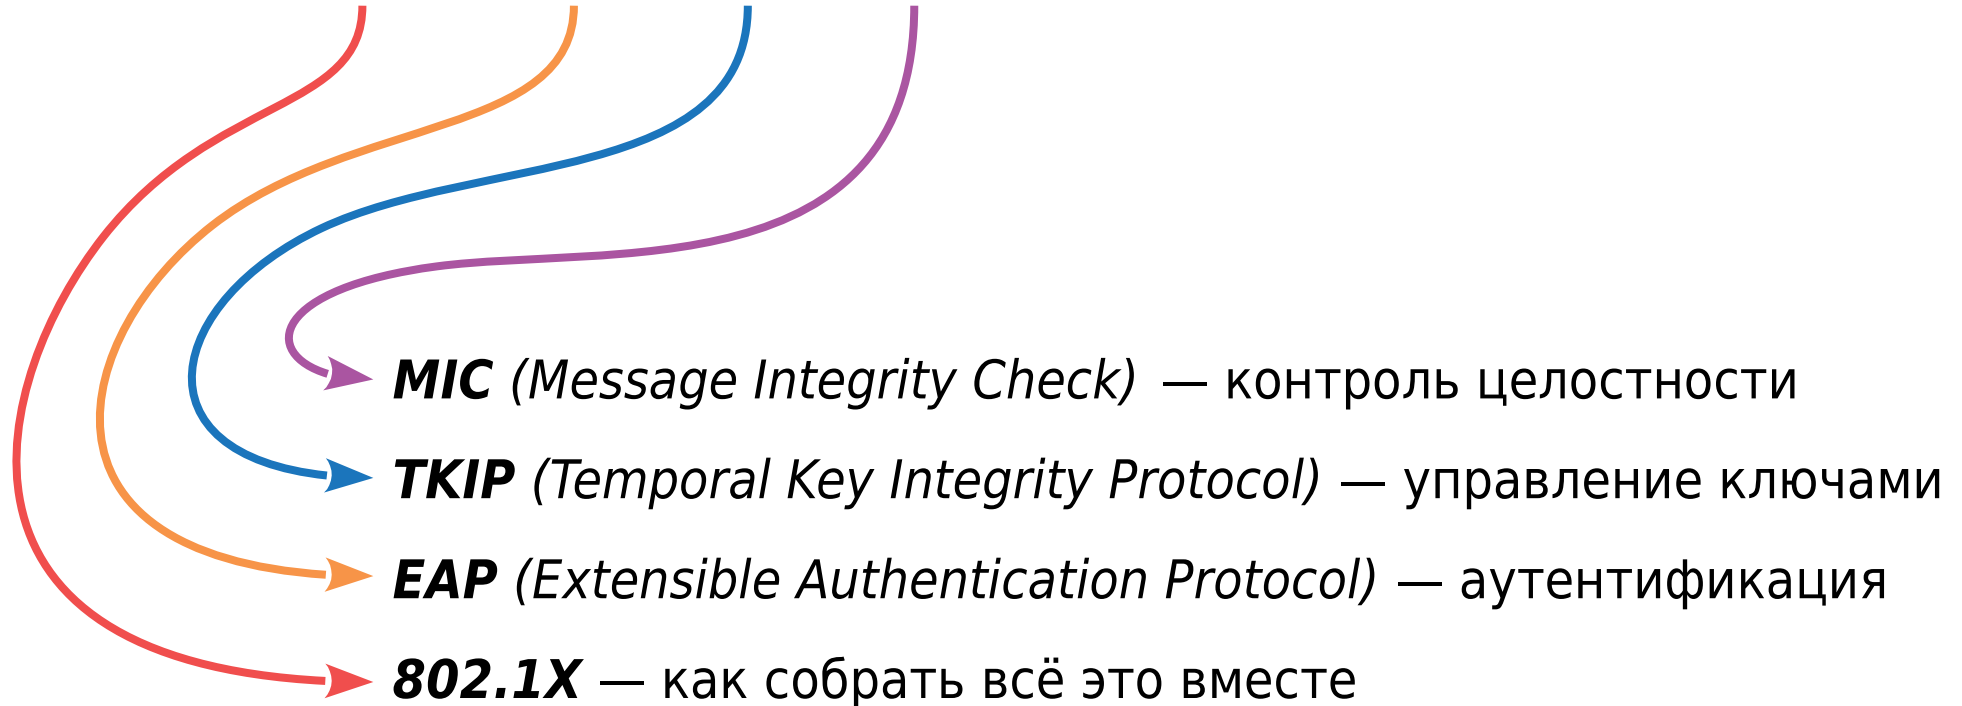 MIC (Message Integrity Check) — контроль целостности
TKIP (Temporal Key Integrity Protocol) — управление ключами
EAP (Extensible Authentication Protocol) — аутентификация
802.1X — как собрать всё это вместе